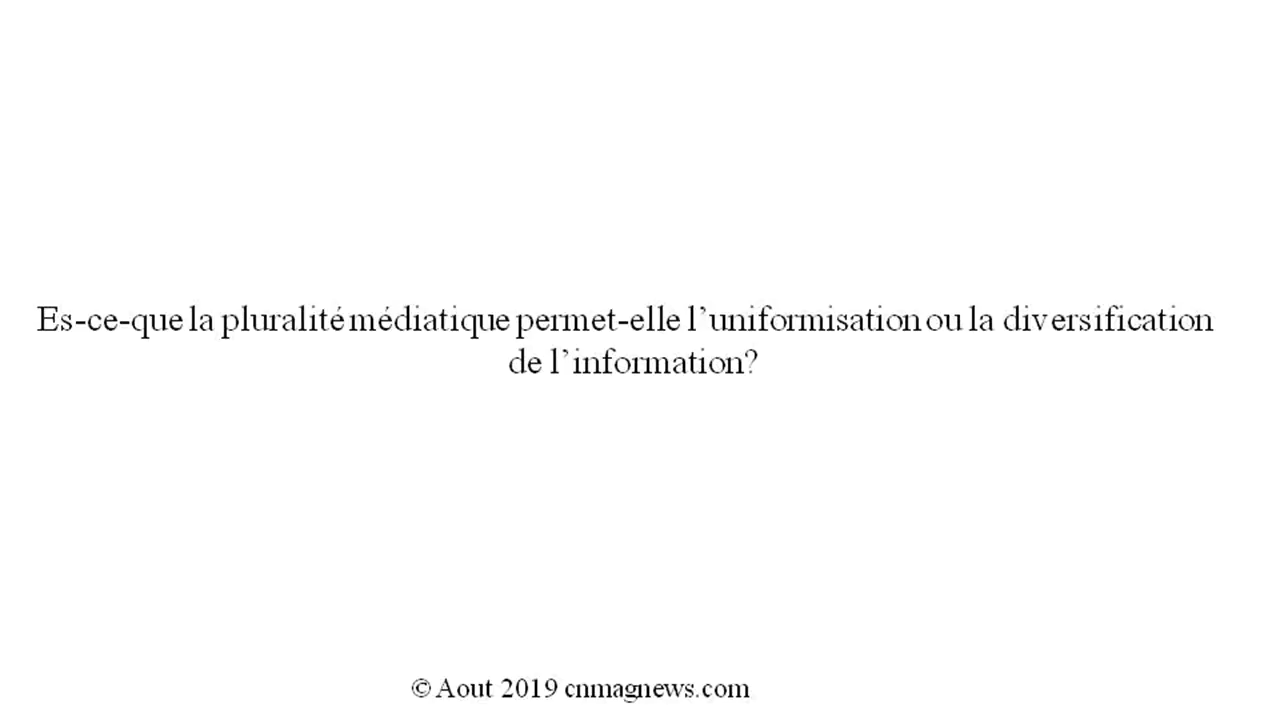 Es-ce-que la pluralité médiatique permet-elle l’uniformisation ou la diversification
de l’information?
© Aout 2019 cnmagnews.com